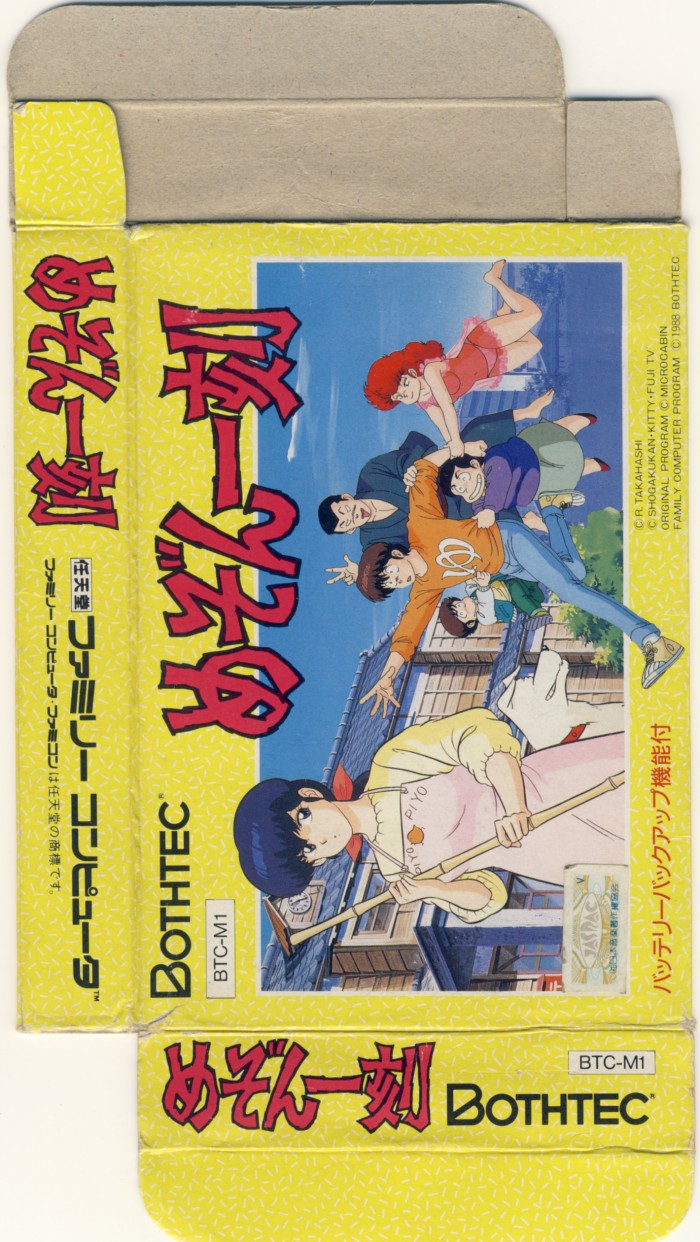 めぞん一刻
任天堂
ファミリーコンピュータ™
ファミリーコンピュータ・ファミコンは任天堂の商標です。
めぞん一刻
BOTHTEC®
BTC-M1
PIYO PIYO
め
© R. TAKAHASHI
© SHOGAKUKAN・KITTY・FUJI TV
ORIGINAL PROGRAM © MICROCABIN
FAMILY COMPUTER PROGRAM © 1988 BOTHTEC
バッテリーバックアップ機能付
JASRAC
V
めぞん一刻
BTC-M1
BOTHTEC®